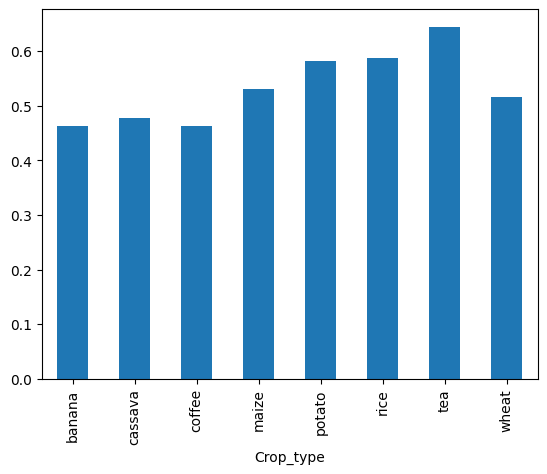 0.6
0.5
0.4
0.3
0.2
0.1
0.0
banana
cassava
coffee
maize
potato
rice
tea
wheat
Crop_type